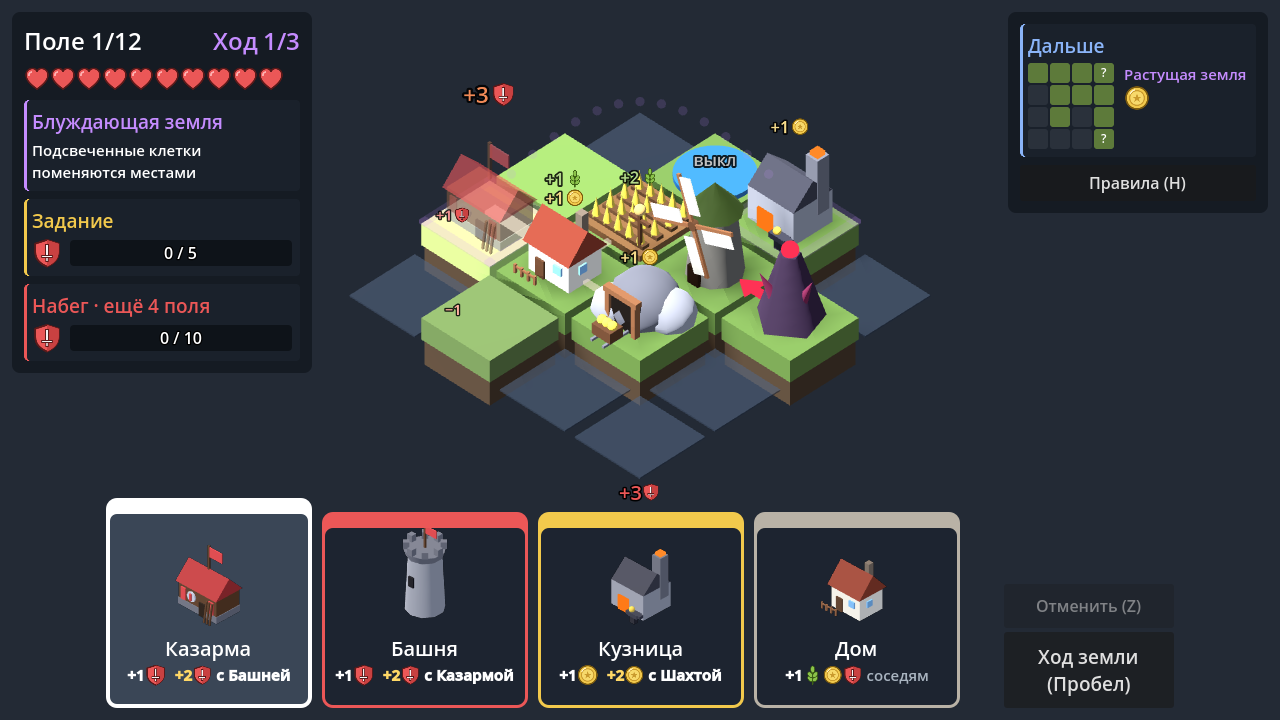 Поле 1/12
Ход 1/3
Блуждающая земля
Подсвеченные клетки
поменяются местами
Задание
0 / 5
Набег · ещё 4 поля
0 / 10
+3
+1
+1
+1
+2
ВЫКЛ
+1
+1
−1
+3
Дальше
?
?
Растущая земля
Правила (H)
Казарма
+1 +2 с Башней
Башня
+1 +2 с Казармой
Кузница
+1 +2 с Шахтой
Дом
+1 соседям
Отменить (Z)
Ход земли
(Пробел)